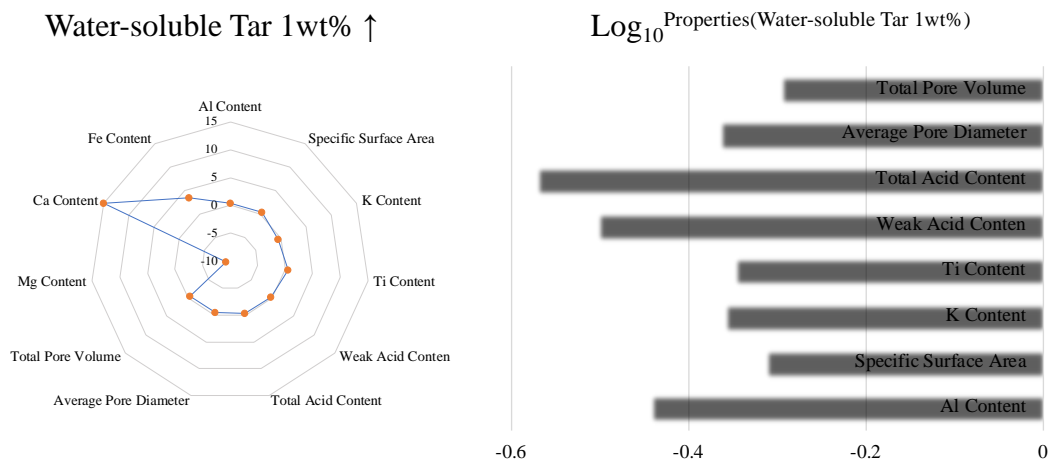 Water-soluble Tar 1wt% ↑
Al Content
Specific Surface Area
K Content
Ti Content
Weak Acid Conten
Total Acid Content
Average Pore Diameter
Total Pore Volume
Mg Content
Ca Content
Fe Content
15
10
5
0
-5
-10
Log10 Properties(Water-soluble Tar 1wt%)
Total Pore Volume
Average Pore Diameter
Total Acid Content
Weak Acid Conten
Ti Content
K Content
Specific Surface Area
Al Content
-0.6 -0.4 -0.2 0